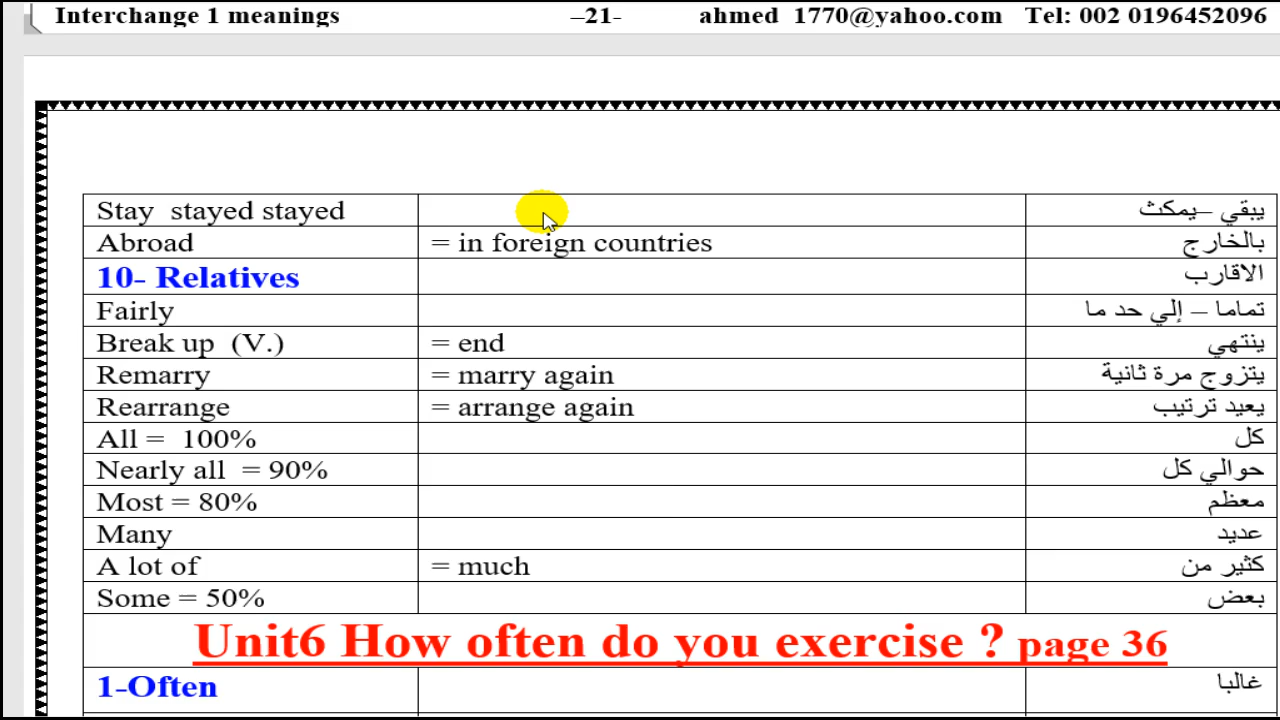 Interchange 1 meanings –21- ahmed_1770@yahoo.com Tel: 002 0196452096
Stay stayed stayed يبقي –يمكث
Abroad = in foreign countries بالخارج
10- Relatives الاقارب
Fairly تماما – إلي حد ما
Break up (V.) = end ينتهي
Remarry = marry again يتزوج مرة ثانية
Rearrange = arrange again يعيد ترتيب
All = 100% كل
Nearly all = 90% حوالي كل
Most = 80% معظم
Many عديد
A lot of = much كثير من
Some = 50% بعض
Unit6 How often do you exercise ? page 36
1-Often غالبا